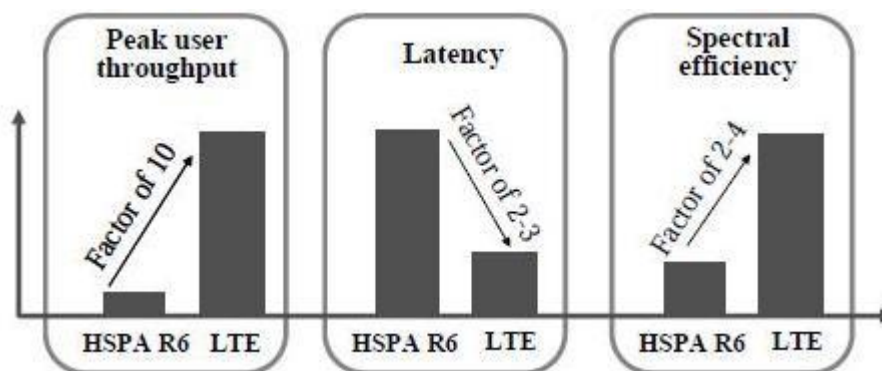 Peak user
throughput
Factor of 10
HSPA R6 LTE
Latency
Factor of 2-3
HSPA R6 LTE
Spectral
efficiency
Factor of 2-4
HSPA R6 LTE